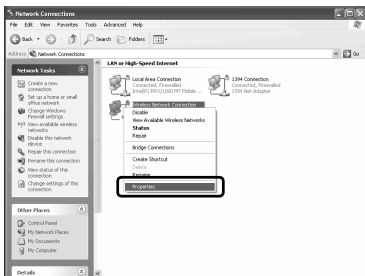 Network Connections
File Edit View Favorites Tools Advanced Help
Back Search Folders
Address Network Connections Go
Network Tasks
Create a new connection
Set up a home or small office network
Change Windows Firewall settings
View available wireless networks
Disable this network device
Repair this connection
Rename this connection
View status of this connection
Change settings of this connection
Other Places
Control Panel
My Network Places
My Documents
My Computer
Details
LAN or High-Speed Internet
Local Area Connection
Connected, Firewalled
Intel(R) PRO/1000 MT Mobile ...
1394 Connection
Connected, Firewalled
1394 Net Adapter
Wireless Network Connection
Disable
View Available Wireless Networks
Status
Repair
Bridge Connections
Create Shortcut
Delete
Rename
Properties